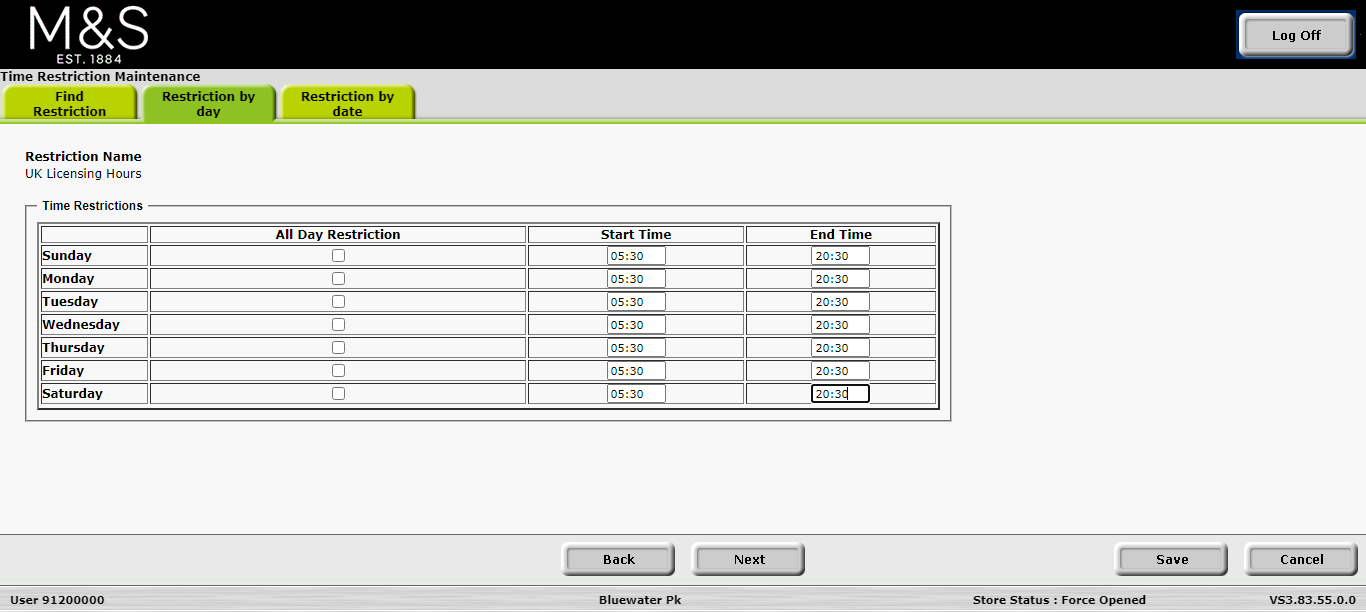 M&S
EST. 1884
Log Off
Time Restriction Maintenance
Find
Restriction
Restriction by
day
Restriction by
date
Restriction Name
UK Licensing Hours
Time Restrictions
All Day Restriction Start Time End Time
Sunday 05:30 20:30
Monday 05:30 20:30
Tuesday 05:30 20:30
Wednesday 05:30 20:30
Thursday 05:30 20:30
Friday 05:30 20:30
Saturday 05:30 20:30
Back Next Save Cancel
User 91200000 Bluewater Pk Store Status : Force Opened VS3.83.55.0.0